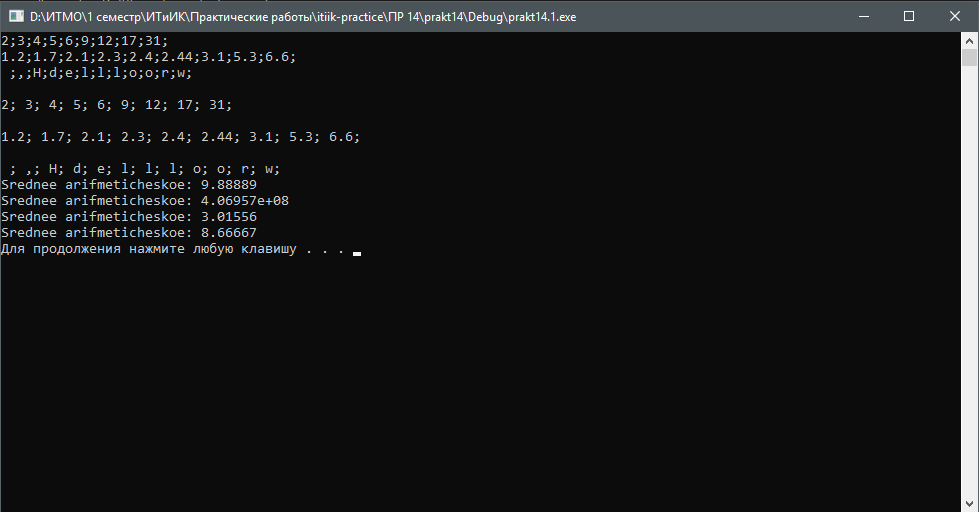 D:\ИТМО\1 семестр\ИТиИК\Практические работы\itiik-practice\ПР 14\prakt14\Debug\prakt14.1.exe
2;3;4;5;6;9;12;17;31;
1.2;1.7;2.1;2.3;2.4;2.44;3.1;5.3;6.6;
 ;,;H;d;e;l;l;l;o;o;r;w;

2; 3; 4; 5; 6; 9; 12; 17; 31;

1.2; 1.7; 2.1; 2.3; 2.4; 2.44; 3.1; 5.3; 6.6;

 ; ,; H; d; e; l; l; l; o; o; r; w;
Srednee arifmeticheskoe: 9.88889
Srednee arifmeticheskoe: 4.06957e+08
Srednee arifmeticheskoe: 3.01556
Srednee arifmeticheskoe: 8.66667
Для продолжения нажмите любую клавишу . . .